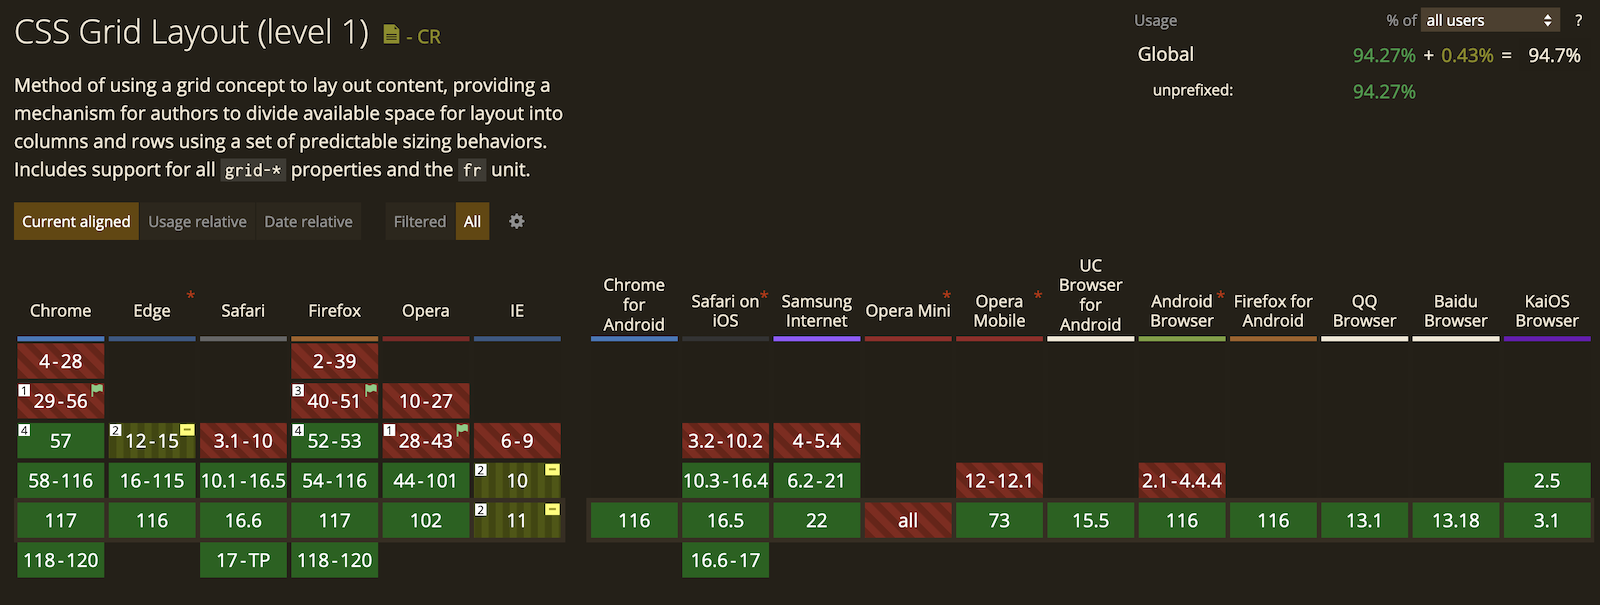 CSS Grid Layout (level 1) - CR
Usage % of all users ?
Global 94.27% + 0.43% = 94.7%
unprefixed: 94.27%
Method of using a grid concept to lay out content, providing a
mechanism for authors to divide available space for layout into
columns and rows using a set of predictable sizing behaviors.
Includes support for all grid-* properties and the fr unit.
Current aligned Usage relative Date relative Filtered All
Chrome
Edge *
Safari
Firefox
Opera
IE
Chrome
for
Android
Safari on *
iOS
Samsung
Internet
Opera Mini *
Opera *
Mobile
UC
Browser
for
Android
Android *
Browser
Firefox for
Android
QQ
Browser
Baidu
Browser
KaiOS
Browser
4-28 2-39
1 29-56 3 40-51 10-27
4 57 2 12-15 3.1-10 4 52-53 1 28-43 6-9 3.2-10.2 4-5.4
58-116 16-115 10.1-16.5 54-116 44-101 2 10 10.3-16.4 6.2-21 12-12.1 2.1-4.4.4 2.5
117 116 16.6 117 102 2 11 116 16.5 22 all 73 15.5 116 116 13.1 13.18 3.1
118-120 17-TP 118-120 16.6-17